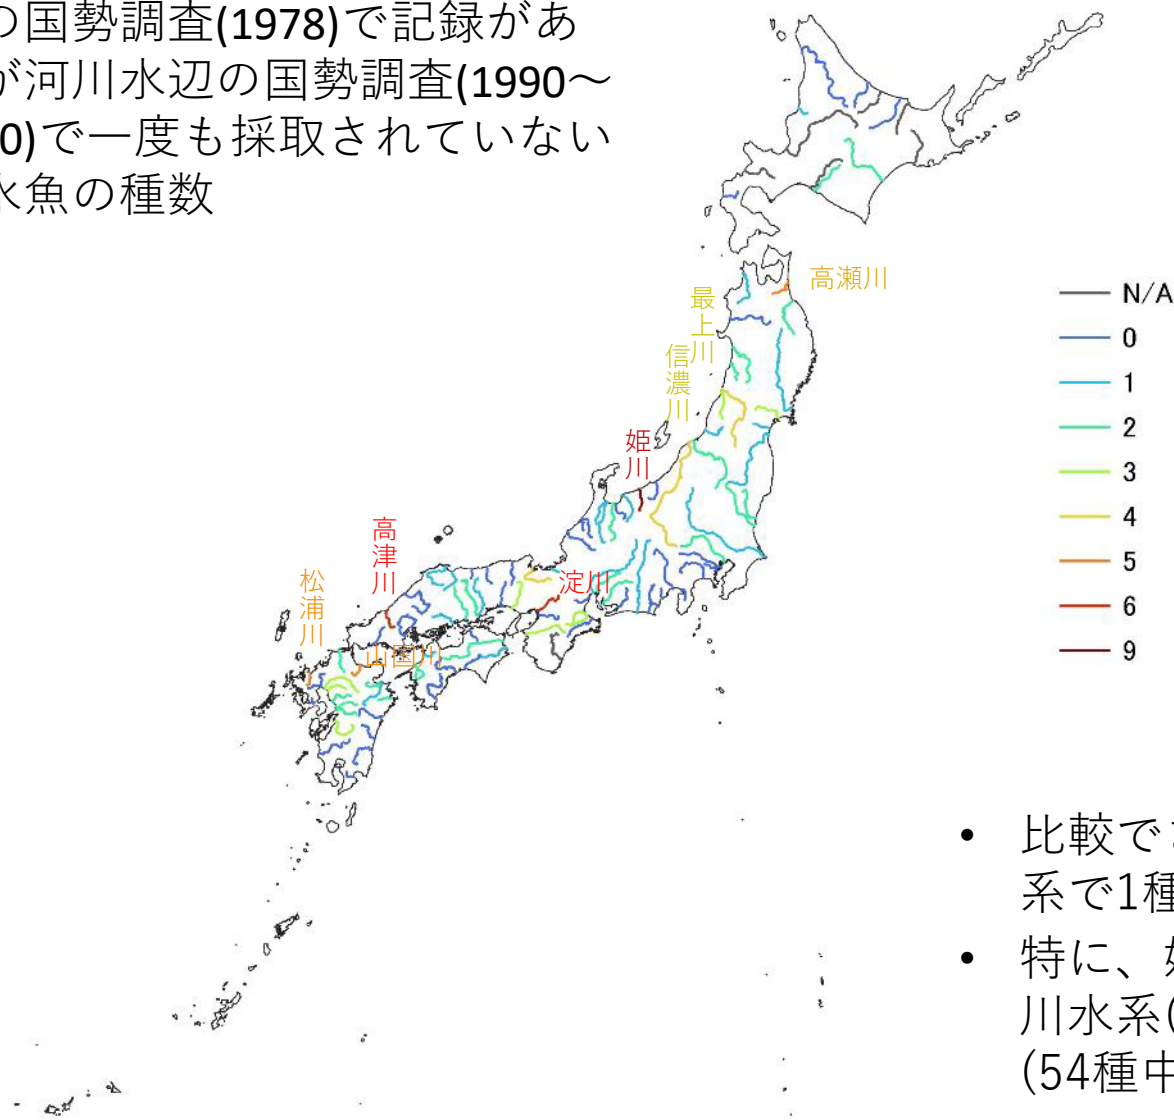 の国勢調査(1978)で記録があ
が河川水辺の国勢調査(1990～
0)で一度も採取されていない
水魚の種数
高瀬川
最上川
信濃川
姫川
高津川
淀川
松浦川
山国川
N/A
0
1
2
3
4
5
6
9
• 比較で
系で1種
• 特に、
川水系(
(54種中